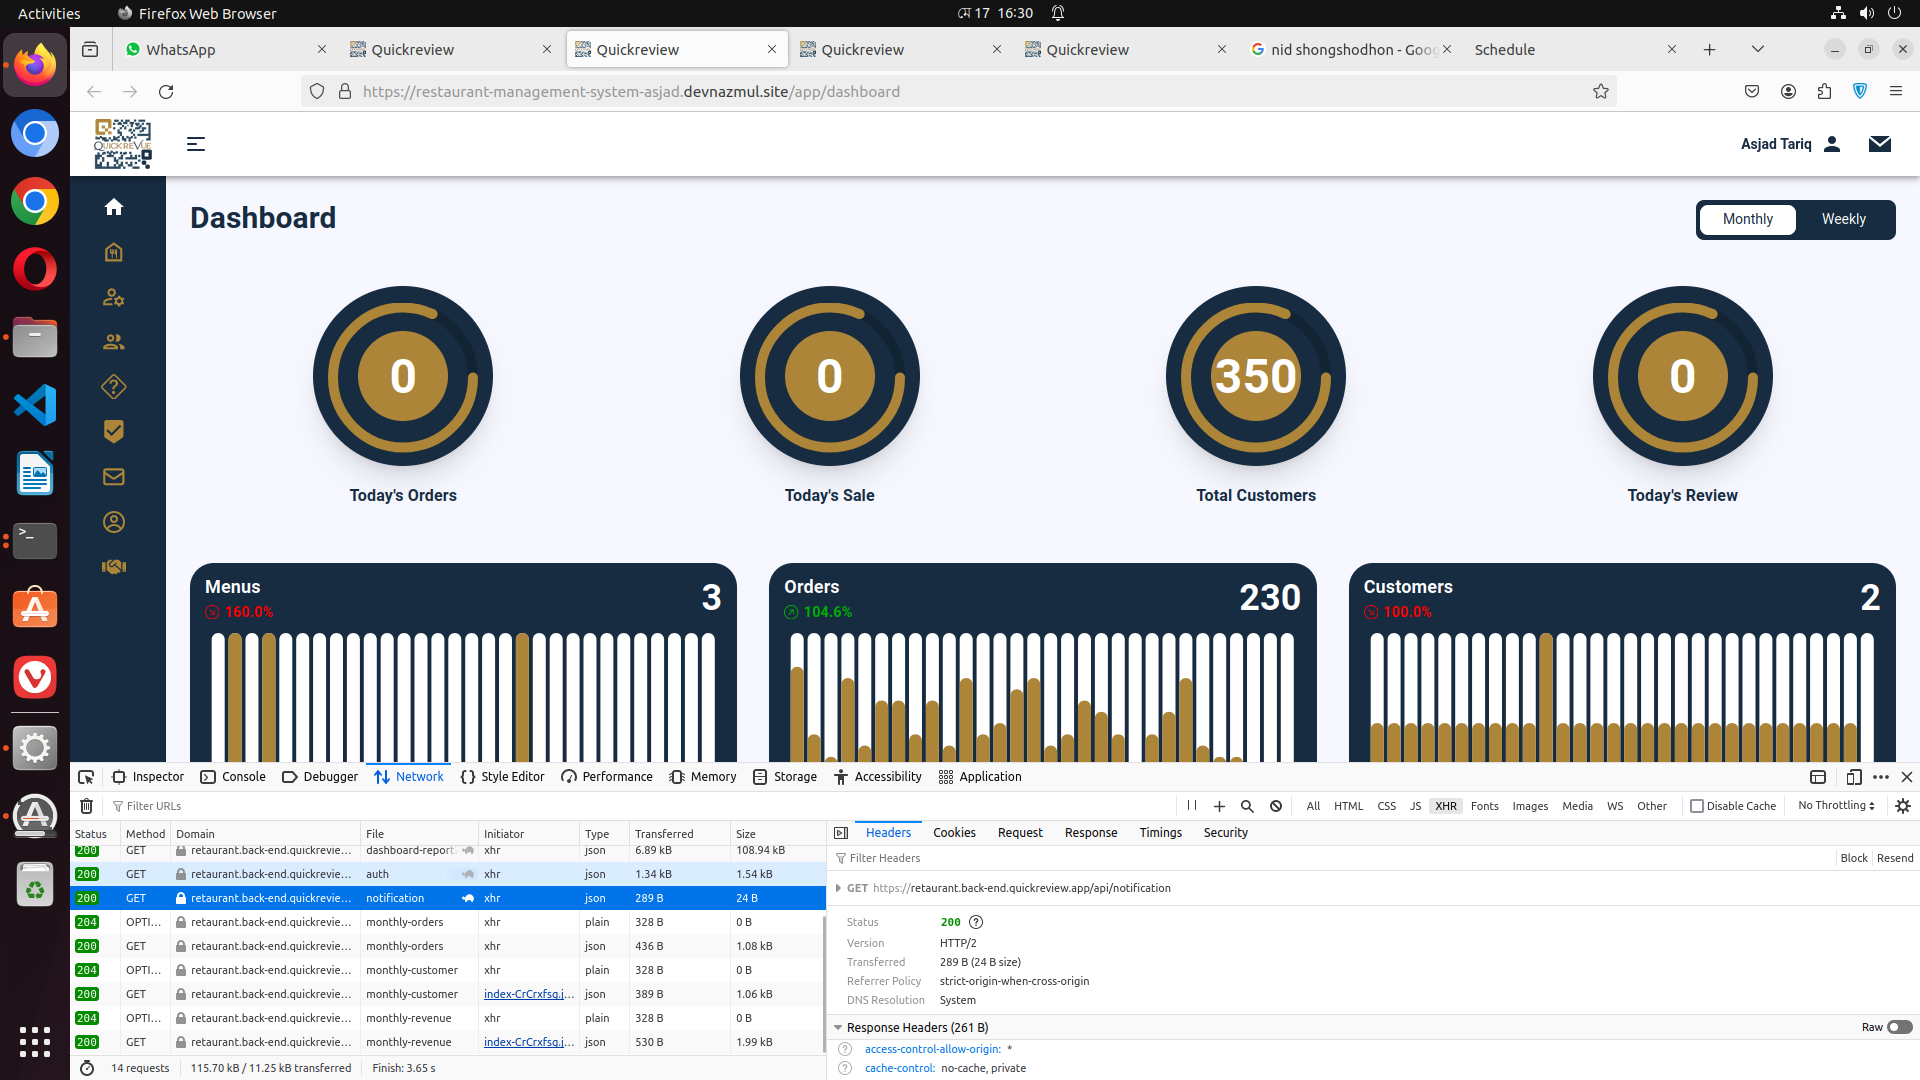 Activities
Firefox Web Browser
মে 17 16:30
WhatsApp
Quickreview
Quickreview
Quickreview
Quickreview
nid shongshodhon - Goog
Schedule
https://restaurant-management-system-asjad.devnazmul.site/app/dashboard
QUICKREVUE
Asjad Tariq
Dashboard
Monthly
Weekly
0
0
350
0
Today's Orders
Today's Sale
Total Customers
Today's Review
Menus
3
160.0%
Orders
230
104.6%
Customers
2
100.0%
Inspector
Console
Debugger
Network
Style Editor
Performance
Memory
Storage
Accessibility
Application
Filter URLs
All
HTML
CSS
JS
XHR
Fonts
Images
Media
WS
Other
Disable Cache
No Throttling
Status Method Domain File Initiator Type Transferred Size
200 GET retaurant.back-end.quickrevie... dashboard-report xhr json 6.89 kB 108.94 kB
200 GET retaurant.back-end.quickrevie... auth xhr json 1.34 kB 1.54 kB
200 GET retaurant.back-end.quickrevie... notification xhr json 289 B 24 B
204 OPTI... retaurant.back-end.quickrevie... monthly-orders xhr plain 328 B 0 B
200 GET retaurant.back-end.quickrevie... monthly-orders xhr json 436 B 1.08 kB
204 OPTI... retaurant.back-end.quickrevie... monthly-customer xhr plain 328 B 0 B
200 GET retaurant.back-end.quickrevie... monthly-customer index-CrCrxfsq.j... json 389 B 1.06 kB
204 OPTI... retaurant.back-end.quickrevie... monthly-revenue xhr plain 328 B 0 B
200 GET retaurant.back-end.quickrevie... monthly-revenue index-CrCrxfsq.j... json 530 B 1.99 kB
14 requests
115.70 kB / 11.25 kB transferred
Finish: 3.65 s
Headers
Cookies
Request
Response
Timings
Security
Filter Headers
Block
Resend
GET https://retaurant.back-end.quickreview.app/api/notification
Status 200
Version HTTP/2
Transferred 289 B (24 B size)
Referrer Policy strict-origin-when-cross-origin
DNS Resolution System
Response Headers (261 B)
Raw
access-control-allow-origin: *
cache-control: no-cache, private